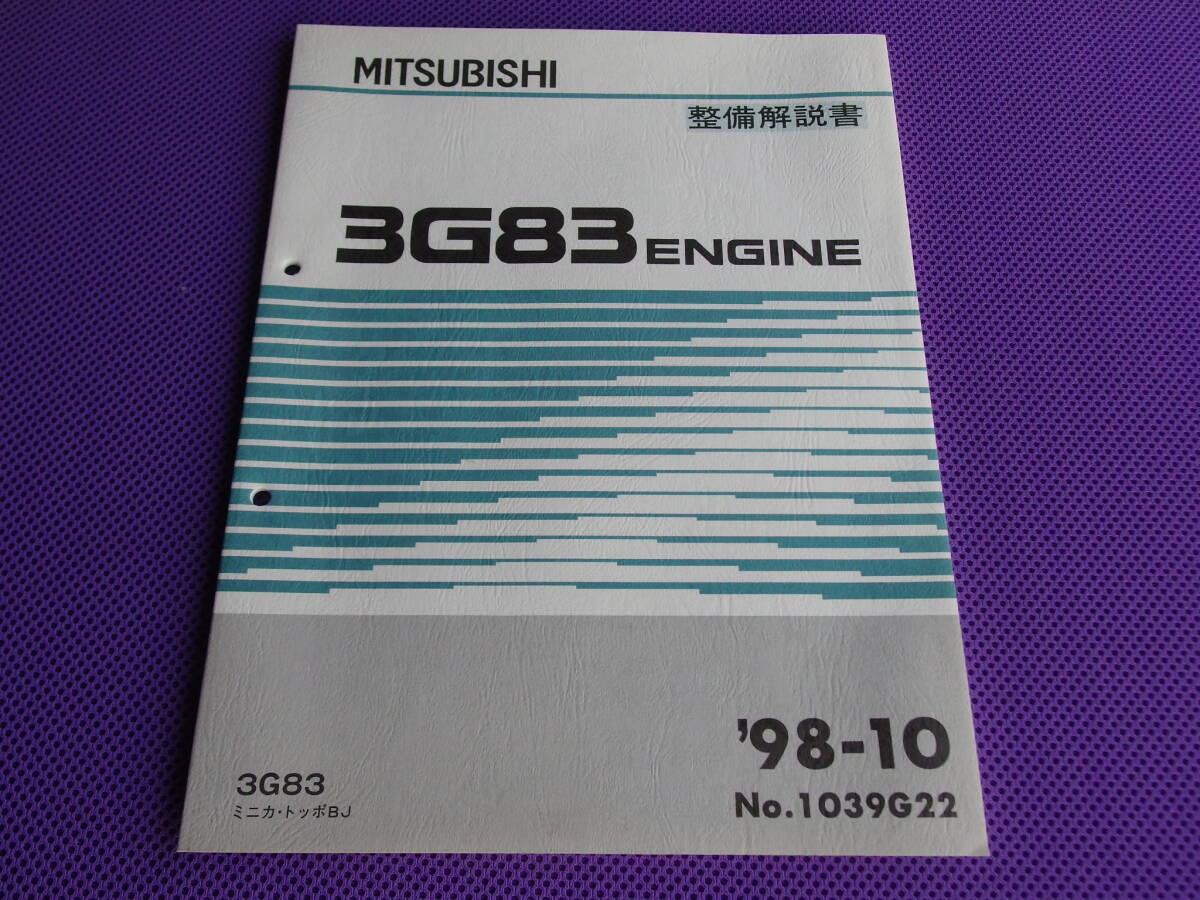 MITSUBISHI
整備解説書
3G83 ENGINE
'98-10
No.1039G22
3G83
ミニカ・トッポBJ